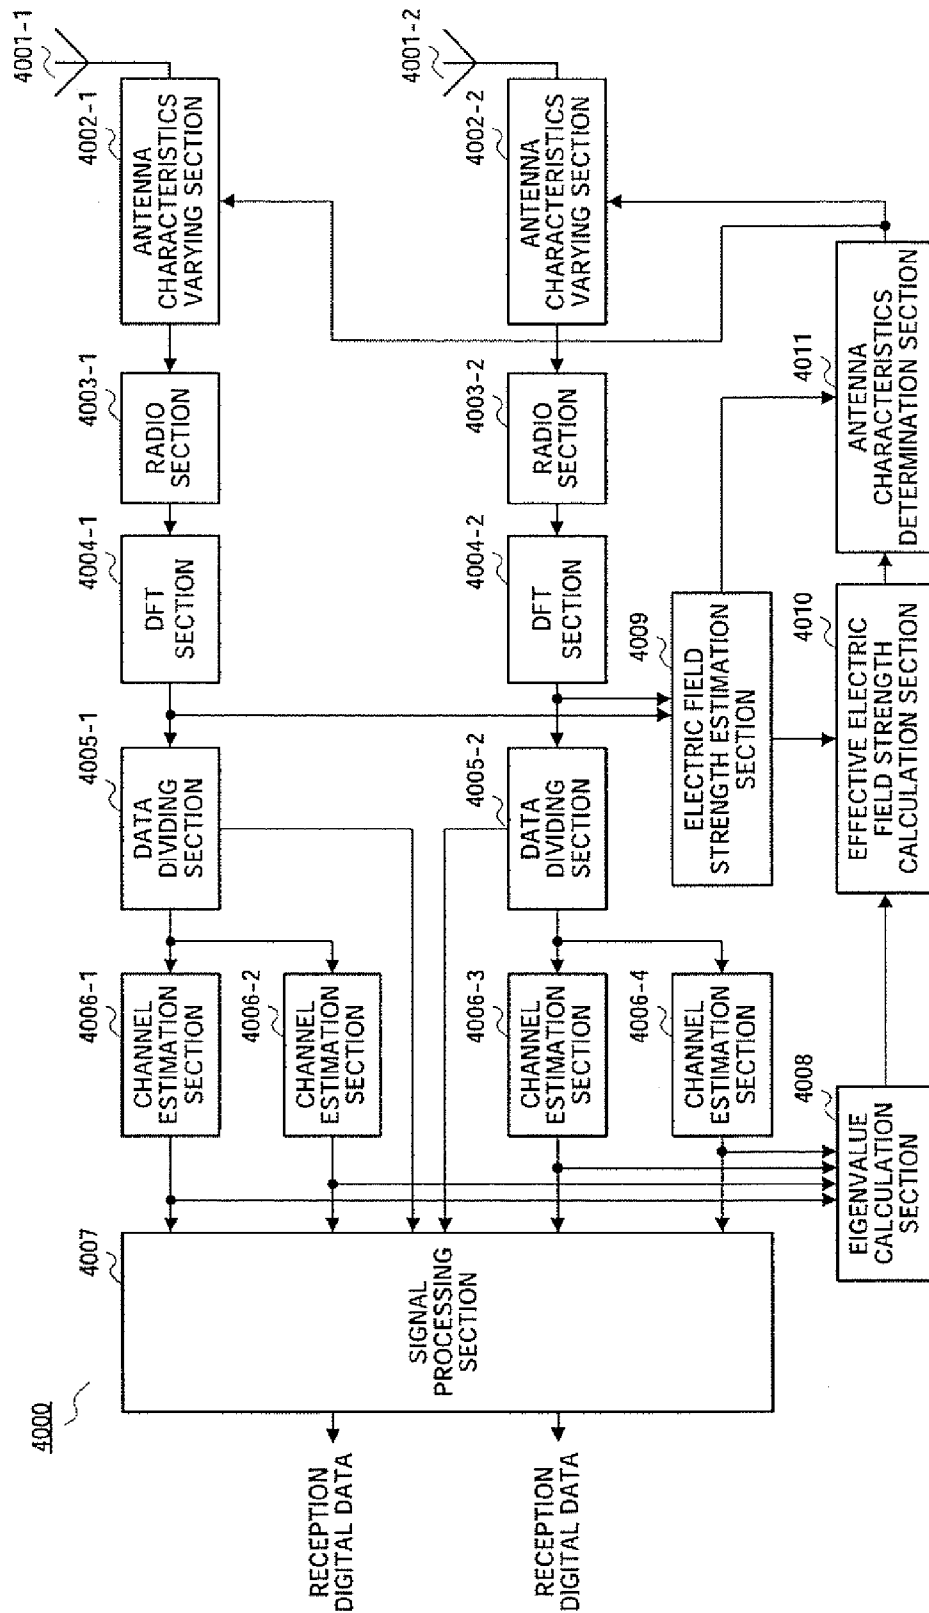 4000
RECEPTION
DIGITAL DATA
RECEPTION
DIGITAL DATA
4007
SIGNAL
PROCESSING
SECTION
4006-1
CHANNEL
ESTIMATION
SECTION
4006-2
CHANNEL
ESTIMATION
SECTION
4006-3
CHANNEL
ESTIMATION
SECTION
4006-4
CHANNEL
ESTIMATION
SECTION
4008
EIGENVALUE
CALCULATION
SECTION
4005-1
DATA
DIVIDING
SECTION
4005-2
DATA
DIVIDING
SECTION
4009
ELECTRIC FIELD
STRENGTH ESTIMATION
SECTION
4010
EFFECTIVE ELECTRIC
FIELD STRENGTH
CALCULATION SECTION
4004-1
DFT
SECTION
4004-2
DFT
SECTION
4003-1
RADIO
SECTION
4003-2
RADIO
SECTION
4011
ANTENNA
CHARACTERISTICS
DETERMINATION SECTION
4002-1
ANTENNA
CHARACTERISTICS
VARYING SECTION
4002-2
ANTENNA
CHARACTERISTICS
VARYING SECTION
4001-1
4001-2